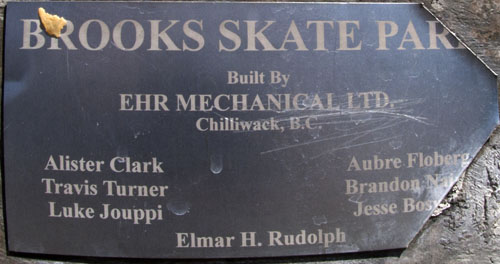 BROOKS SKATE PAR
Built By
EHR MECHANICAL LTD.
Chilliwack, B.C.
Alister Clark Aubre Floberg
Travis Turner Brandon
Luke Jouppi Jesse
Elmar H. Rudolph